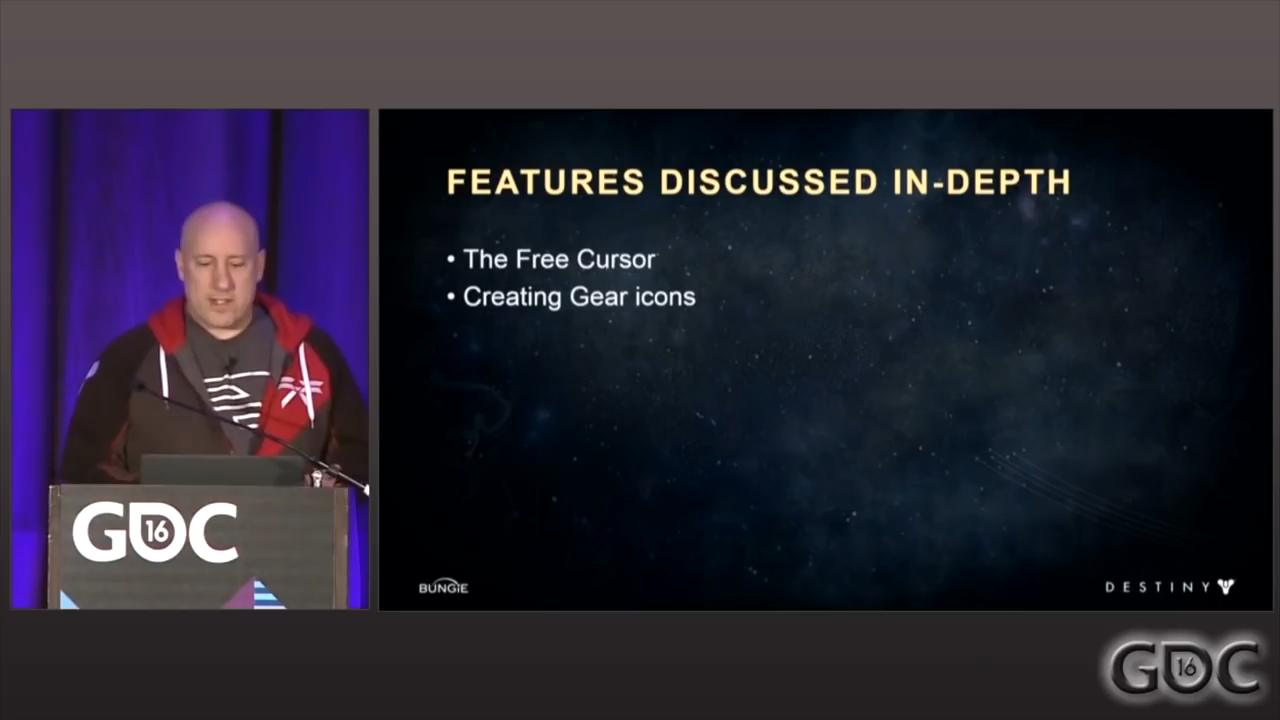 FEATURES DISCUSSED IN-DEPTH
• The Free Cursor
• Creating Gear icons
GDC
16
BUNGIE
DESTINY
GDC
16